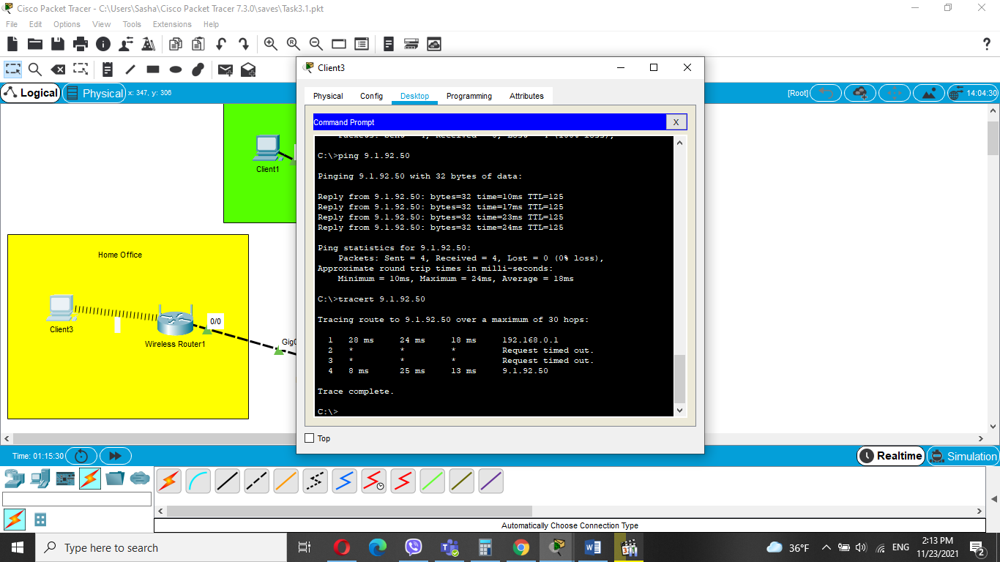 Cisco Packet Tracer - C:\Users\Sasha\Cisco Packet Tracer 7.3.0\saves\Task3.1.pkt
File Edit Options View Tools Extensions Help
?
Logical Physical x: 347, y: 306
[Root] 14:04:30
Client1
Home Office
Client3
Wireless Router1
0/0
Client3
Physical Config Desktop Programming Attributes
Command Prompt X
C:\>ping 9.1.92.50
Pinging 9.1.92.50 with 32 bytes of data:
Reply from 9.1.92.50: bytes=32 time=10ms TTL=125
Reply from 9.1.92.50: bytes=32 time=17ms TTL=125
Reply from 9.1.92.50: bytes=32 time=23ms TTL=125
Reply from 9.1.92.50: bytes=32 time=24ms TTL=125
Ping statistics for 9.1.92.50:
Packets: Sent = 4, Received = 4, Lost = 0 (0% loss),
Approximate round trip times in milli-seconds:
Minimum = 10ms, Maximum = 24ms, Average = 18ms
C:\>tracert 9.1.92.50
Tracing route to 9.1.92.50 over a maximum of 30 hops:
1 28 ms 24 ms 18 ms 192.168.0.1
2 * * * Request timed out.
3 * * * Request timed out.
4 8 ms 25 ms 13 ms 9.1.92.50
Trace complete.
C:\>
Top
Time: 01:15:30
Realtime Simulation
Automatically Choose Connection Type
Type here to search
36°F
ENG
2:13 PM
11/23/2021
2